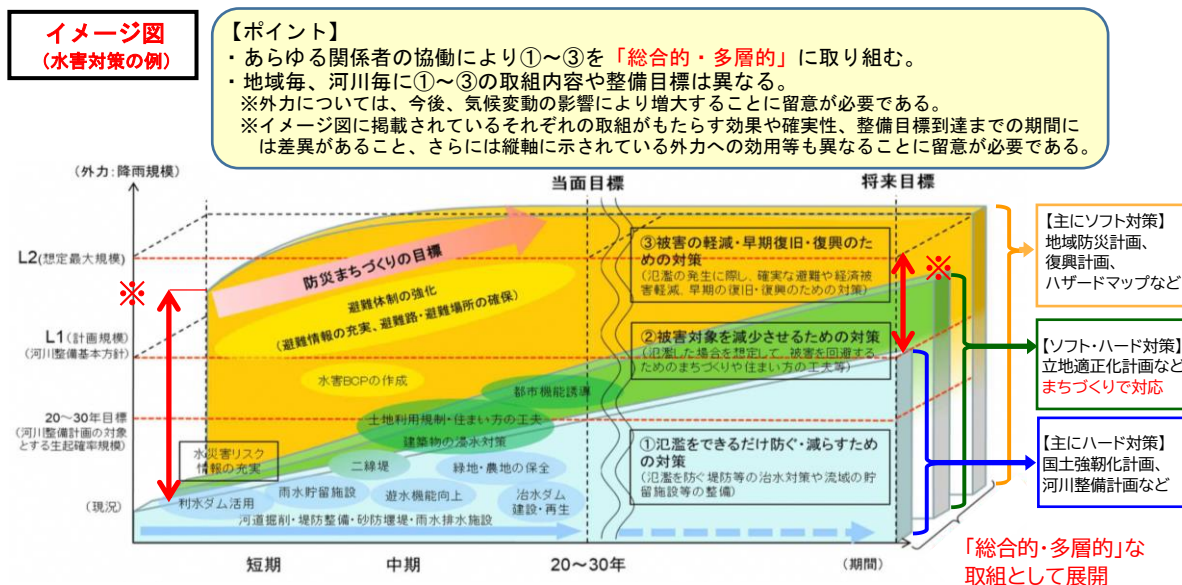 イメージ図
(水害対策の例)
【ポイント】
・あらゆる関係者の協働により①～③を「総合的・多層的」に取り組む。
・地域毎、河川毎に①～③の取組内容や整備目標は異なる。
※外力については、今後、気候変動の影響により増大することに留意が必要である。
※イメージ図に掲載されているそれぞれの取組がもたらす効果や確実性、整備目標到達までの期間に
は差異があること、さらには縦軸に示されている外力への効用等も異なることに留意が必要である。
(外力:降雨規模)
当面目標
将来目標
L2(想定最大規模)
※
L1(計画規模)
(河川整備基本方針)
20～30年目標
(河川整備計画の対象
とする生起確率規模)
(現況)
防災まちづくりの目標
避難体制の強化
(避難情報の充実、避難路・避難場所の確保)
水害BCPの作成
都市機能誘導
土地利用規制・住まい方の工夫
建築物の浸水対策
水災害リスク
情報の充実
二線堤
緑地・農地の保全
利水ダム活用
雨水貯留施設
遊水機能向上
治水ダム
建設・再生
河道掘削・堤防整備・砂防堰堤・雨水排水施設
③被害の軽減・早期復旧・復興のた
めの対策
(氾濫の発生に際し、確実な避難や経済被
害軽減、早期の復旧・復興のための対策)
※
②被害対象を減少させるための対策
(氾濫した場合を想定して、被害を回避する
ためのまちづくりや住まい方の工夫等)
①氾濫をできるだけ防ぐ・減らすため
の対策
(氾濫を防ぐ堤防等の治水対策や流域の貯
留施設等の整備)
【主にソフト対策】
地域防災計画、
復興計画、
ハザードマップなど
【ソフト・ハード対策】
立地適正化計画など
まちづくりで対応
【主にハード対策】
国土強靭化計画、
河川整備計画など
短期
中期
20～30年
(期間)
「総合的・多層的」な
取組として展開